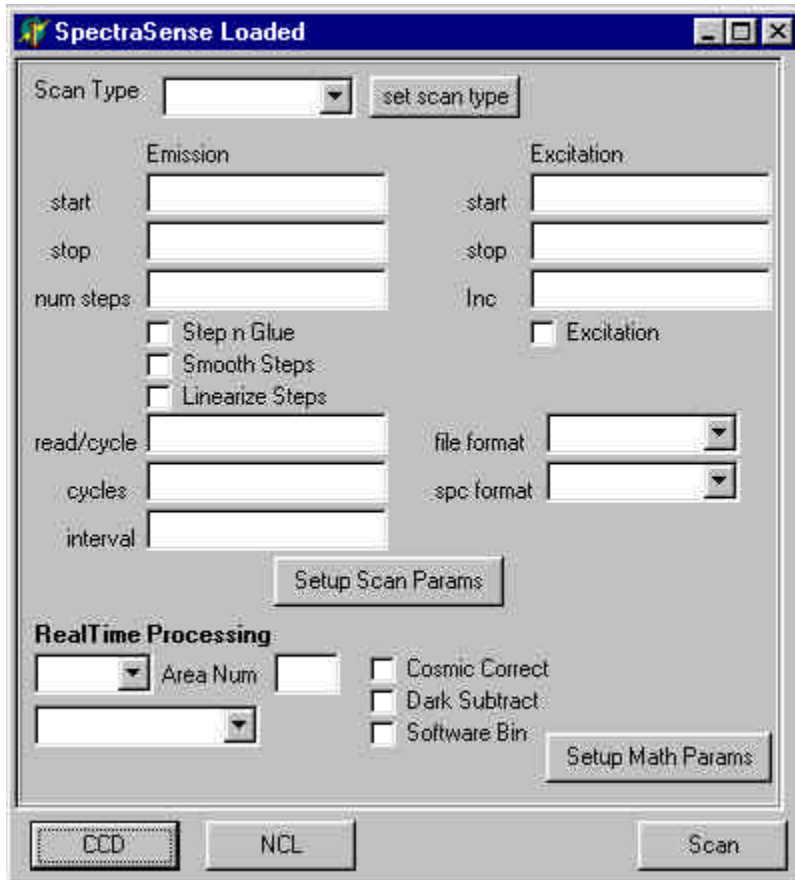 SpectraSense Loaded
Scan Type set scan type
Emission Excitation
start start
stop stop
num steps Inc
Step n Glue Excitation
Smooth Steps
Linearize Steps
read/cycle file format
cycles spc format
interval
Setup Scan Params
RealTime Processing
Area Num Cosmic Correct
Dark Subtract
Software Bin
Setup Math Params
CCD NCL Scan